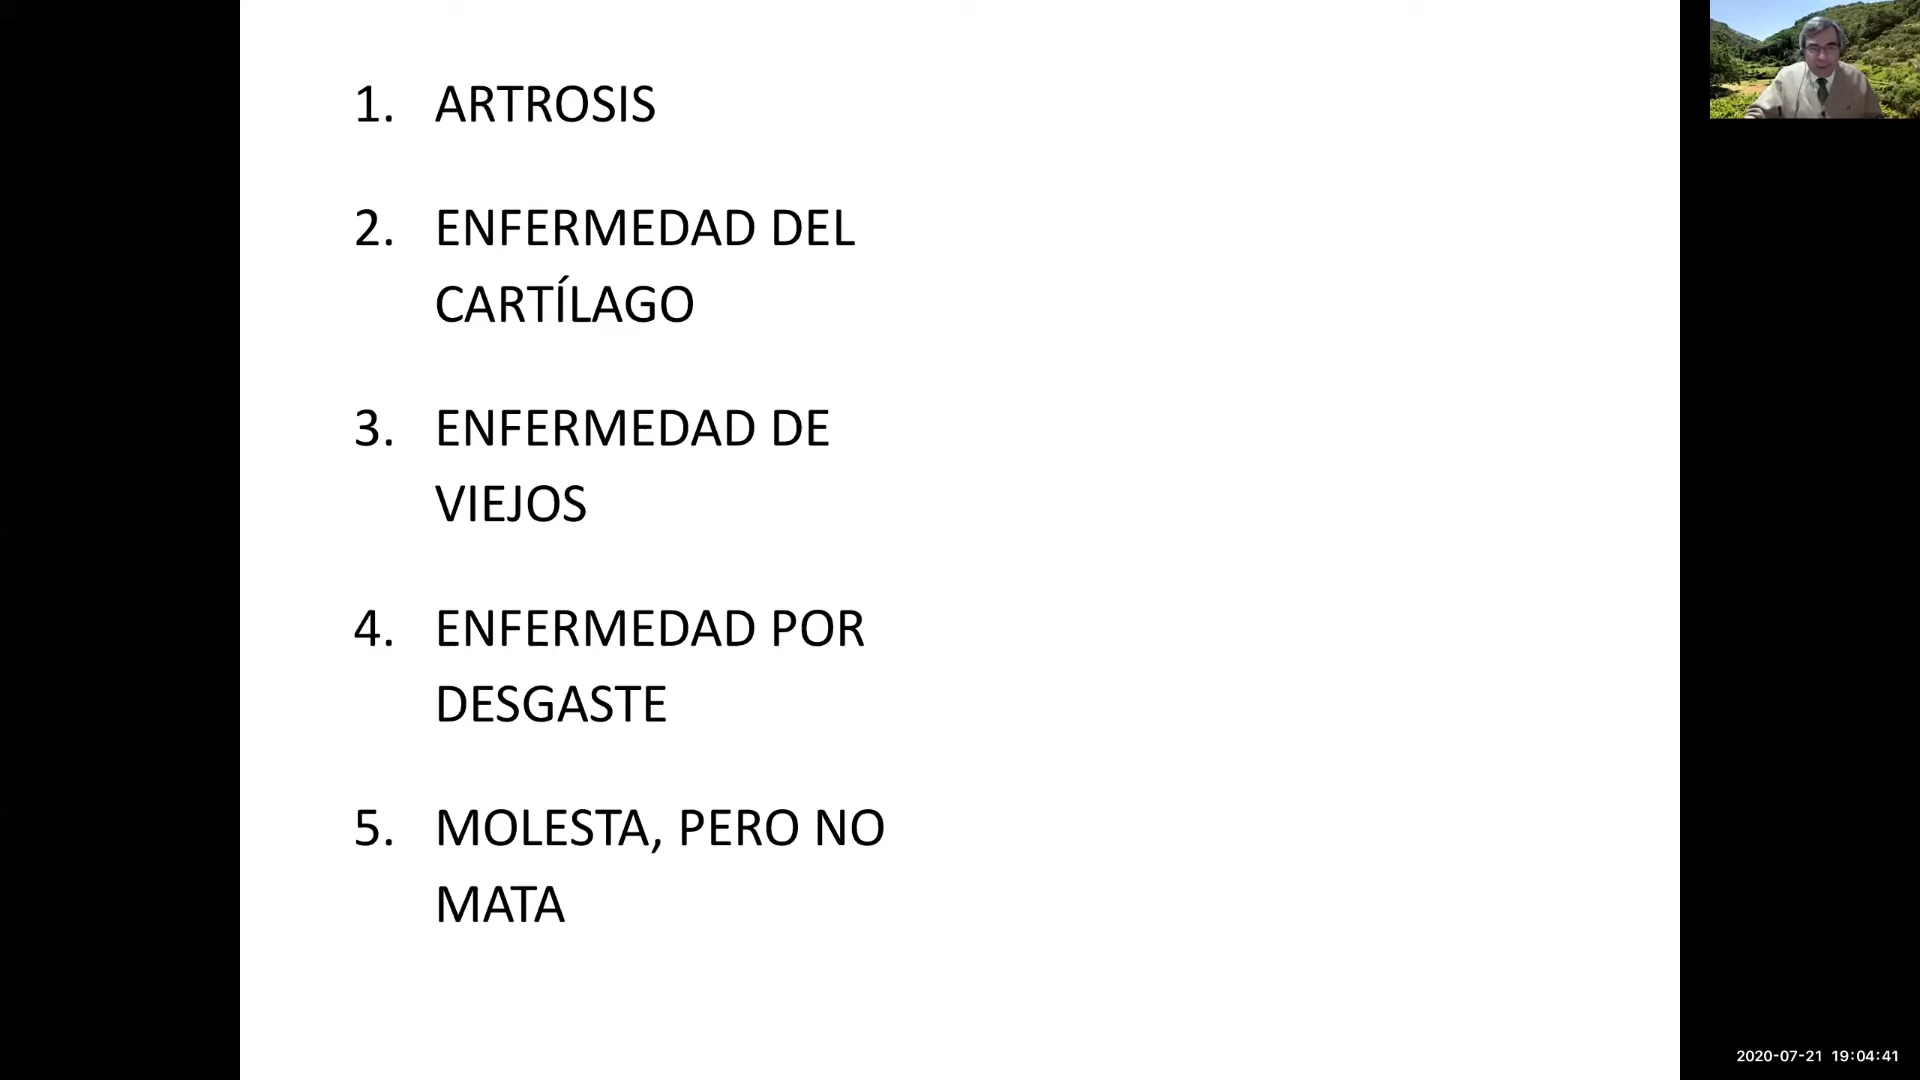 1. ARTROSIS
2. ENFERMEDAD DEL
CARTÍLAGO
3. ENFERMEDAD DE
VIEJOS
4. ENFERMEDAD POR
DESGASTE
5. MOLESTA, PERO NO
MATA
2020-07-21 19:04:41